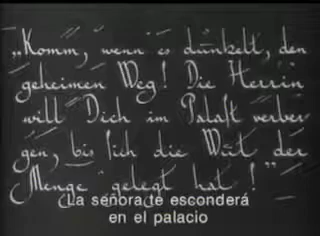 „Komm, wenn es dunkelt, den
geheimen Weg! Die Herrin
will Dich im Palast verber-
gen, bis sich die Wut der
Menge gelegt hat!"
La señora te esconderá
en el palacio